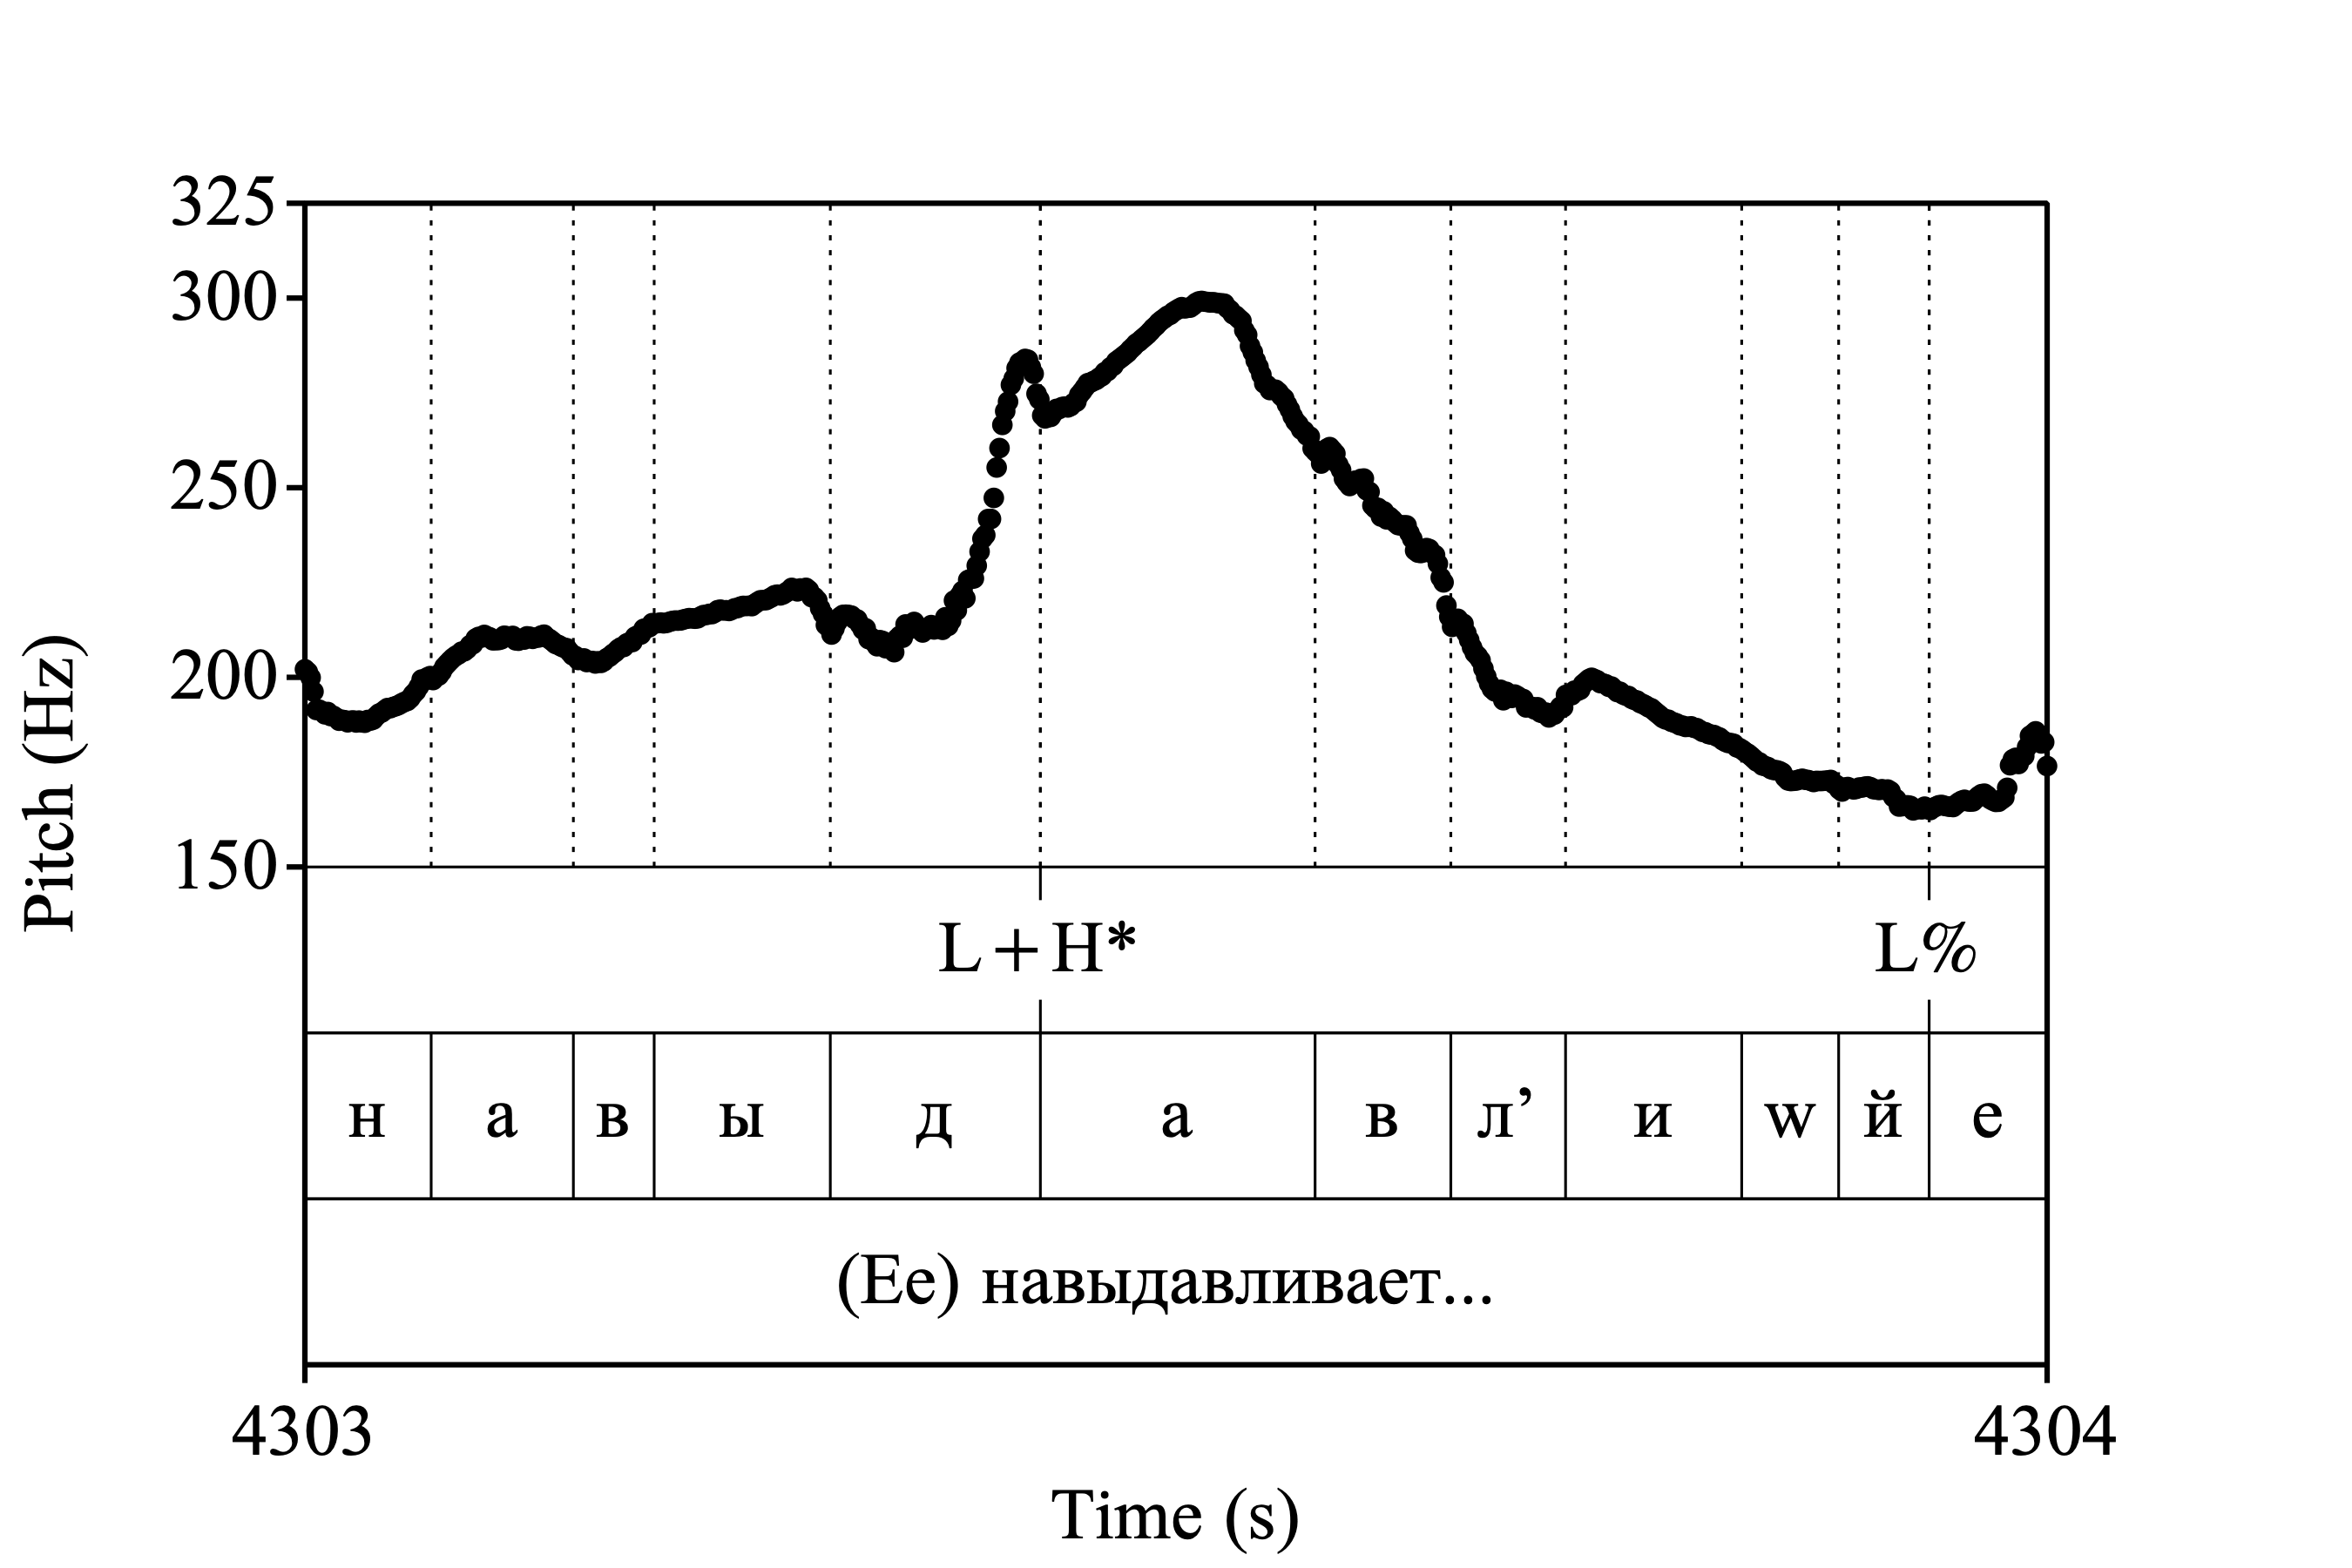 325
300
250
200
150
Pitch (Hz)
L+H* L%
н а в ы д а в л’ и w й е
(Ее) навыдавливает...
4303 4304
Time (s)